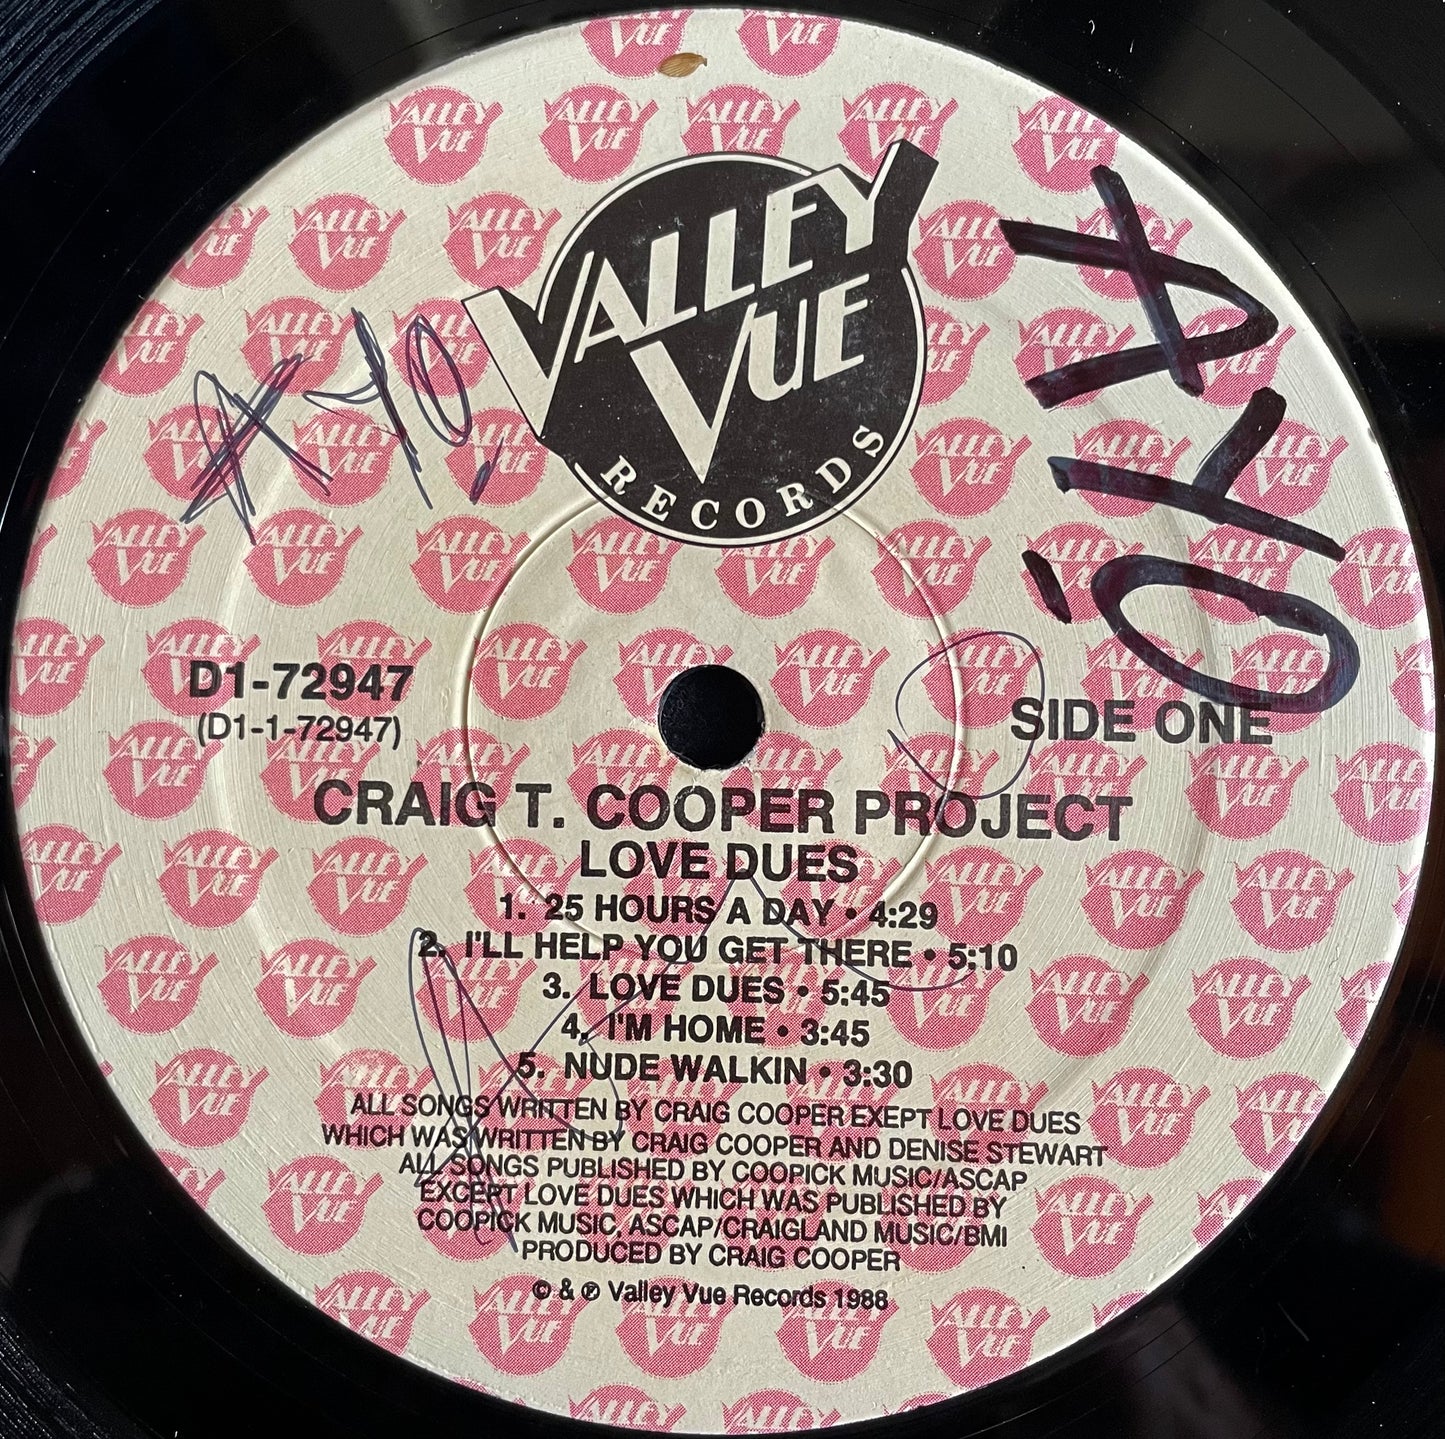 VALLEY
VUE
RECORDS
AYO.
AYO.
D1-72947
(D1-1-72947)
SIDE ONE
CRAIG T. COOPER PROJECT
LOVE DUES
1. 25 HOURS A DAY • 4:29
2. I'LL HELP YOU GET THERE • 5:10
3. LOVE DUES • 5:45
4. I'M HOME • 3:45
5. NUDE WALKIN • 3:30
ALL SONGS WRITTEN BY CRAIG COOPER EXEPT LOVE DUES
WHICH WAS WRITTEN BY CRAIG COOPER AND DENISE STEWART
ALL SONGS PUBLISHED BY COOPICK MUSIC/ASCAP
EXCEPT LOVE DUES WHICH WAS PUBLISHED BY
COOPICK MUSIC, ASCAP/CRAIGLAND MUSIC/BMI
PRODUCED BY CRAIG COOPER
© & ℗ Valley Vue Records 1988